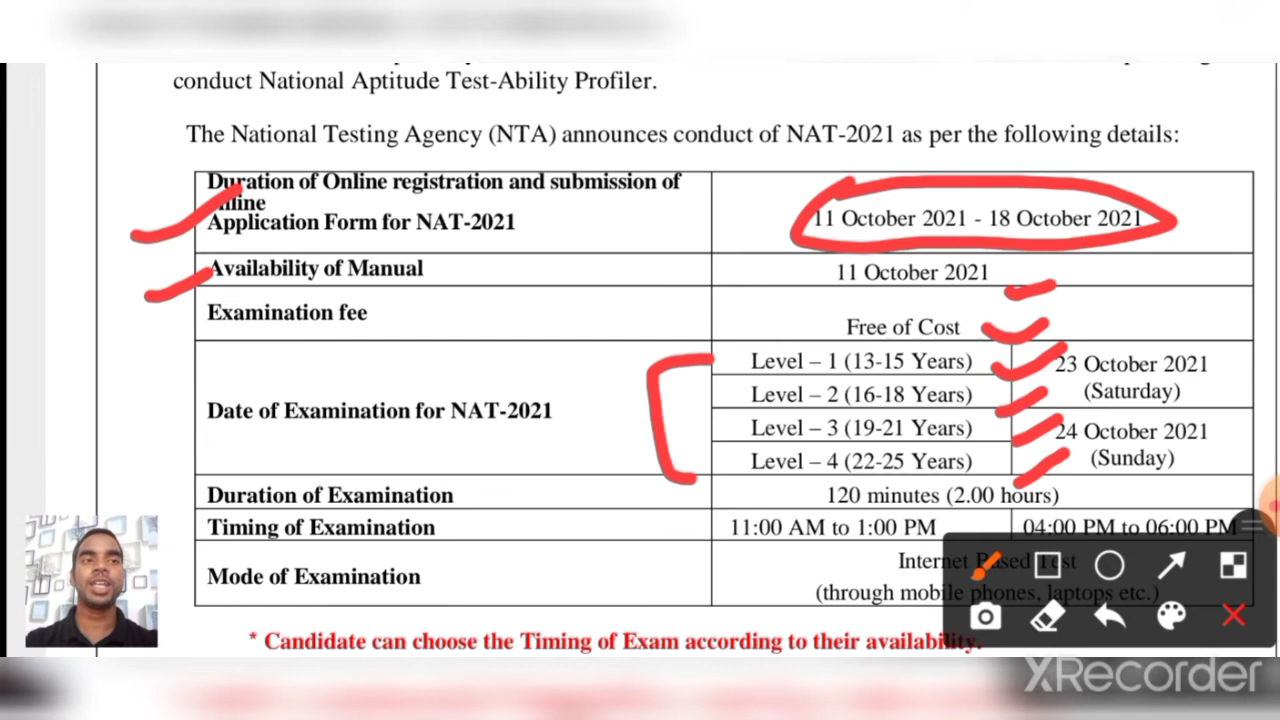 conduct National Aptitude Test-Ability Profiler.
The National Testing Agency (NTA) announces conduct of NAT-2021 as per the following details:
Duration of Online registration and submission of
Application Form for NAT-2021
11 October 2021 - 18 October 2021
Availability of Manual
11 October 2021
Examination fee
Free of Cost
Date of Examination for NAT-2021
Level – 1 (13-15 Years)
Level – 2 (16-18 Years)
23 October 2021
(Saturday)
Level – 3 (19-21 Years)
Level – 4 (22-25 Years)
24 October 2021
(Sunday)
Duration of Examination
120 minutes (2.00 hours)
Timing of Examination
11:00 AM to 1:00 PM
04:00 PM to 06:00 PM
Mode of Examination
Internet Based Test
(through mobile phones, laptops etc.)
* Candidate can choose the Timing of Exam according to their availability.
XRecorder